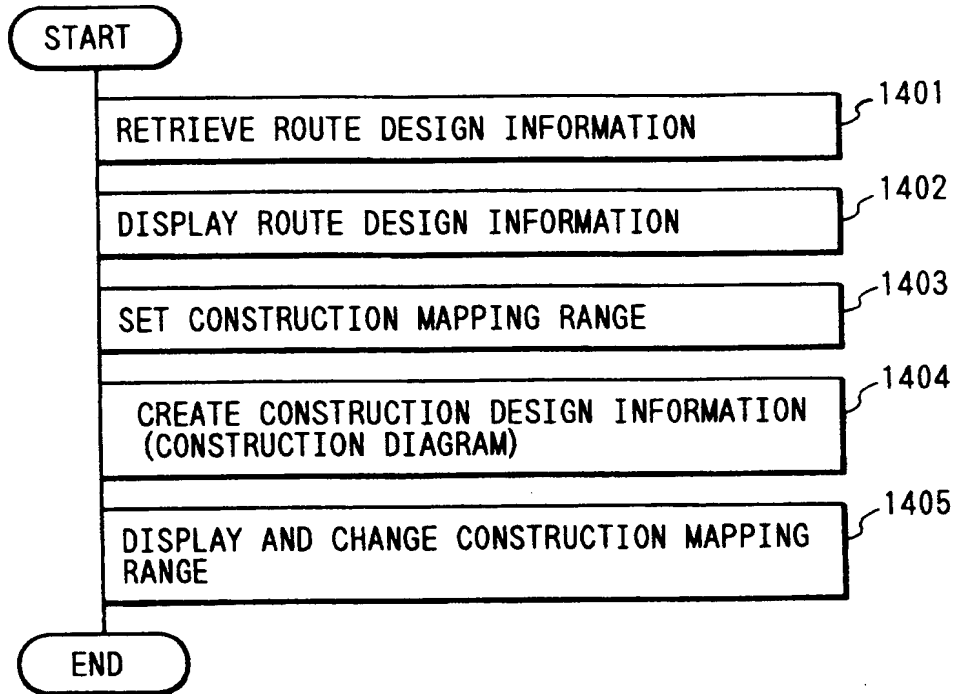 START
1401
RETRIEVE ROUTE DESIGN INFORMATION
1402
DISPLAY ROUTE DESIGN INFORMATION
1403
SET CONSTRUCTION MAPPING RANGE
1404
CREATE CONSTRUCTION DESIGN INFORMATION
(CONSTRUCTION DIAGRAM)
1405
DISPLAY AND CHANGE CONSTRUCTION MAPPING
RANGE
END